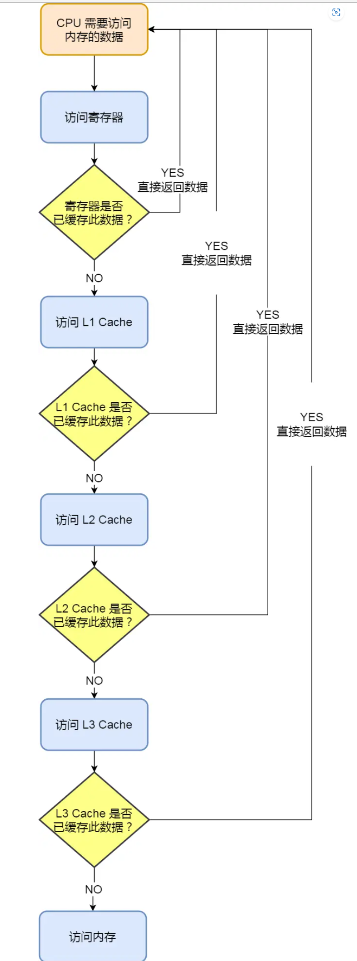 CPU 需要访问
内存的数据
访问寄存器
YES
直接返回数据
寄存器是否
已缓存此数据？
YES
直接返回数据
NO
访问 L1 Cache
YES
直接返回数据
L1 Cache 是否
已缓存此数据？
YES
直接返回数据
NO
访问 L2 Cache
L2 Cache 是否
已缓存此数据？
NO
访问 L3 Cache
L3 Cache 是否
已缓存此数据？
NO
访问内存